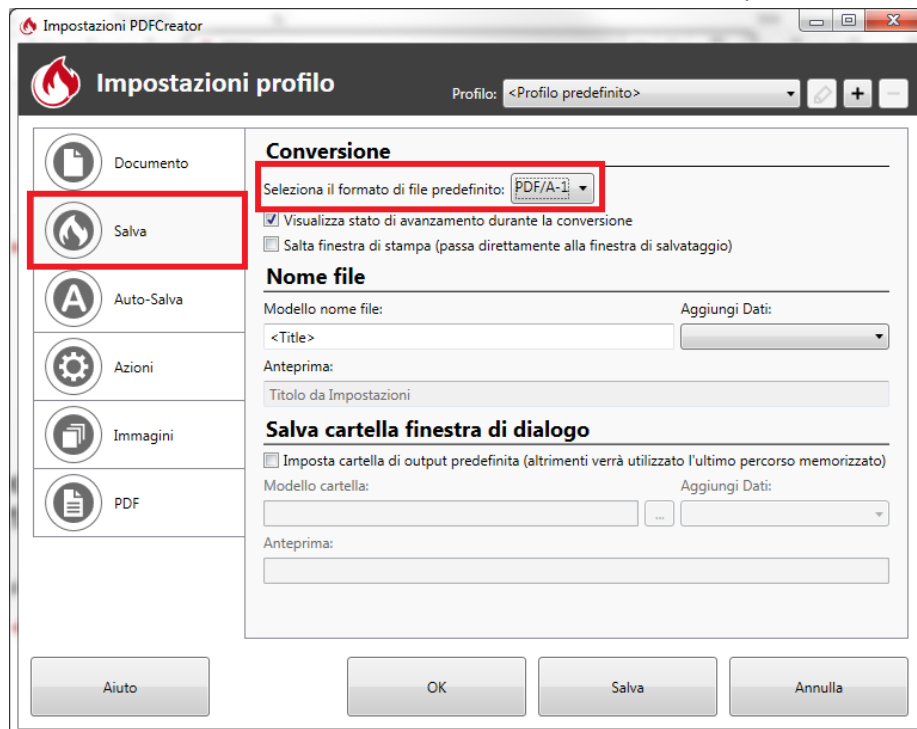 Impostazioni PDFCreator
Impostazioni profilo
Profilo: <Profilo predefinito>
Documento
Salva
Auto-Salva
Azioni
Immagini
PDF
Conversione
Seleziona il formato di file predefinito: PDF/A-1
Visualizza stato di avanzamento durante la conversione
Salta finestra di stampa (passa direttamente alla finestra di salvataggio)
Nome file
Modello nome file: Aggiungi Dati:
<Title>
Anteprima:
Titolo da Impostazioni
Salva cartella finestra di dialogo
Imposta cartella di output predefinita (altrimenti verrà utilizzato l'ultimo percorso memorizzato)
Modello cartella: Aggiungi Dati:
...
Anteprima:
Aiuto OK Salva Annulla